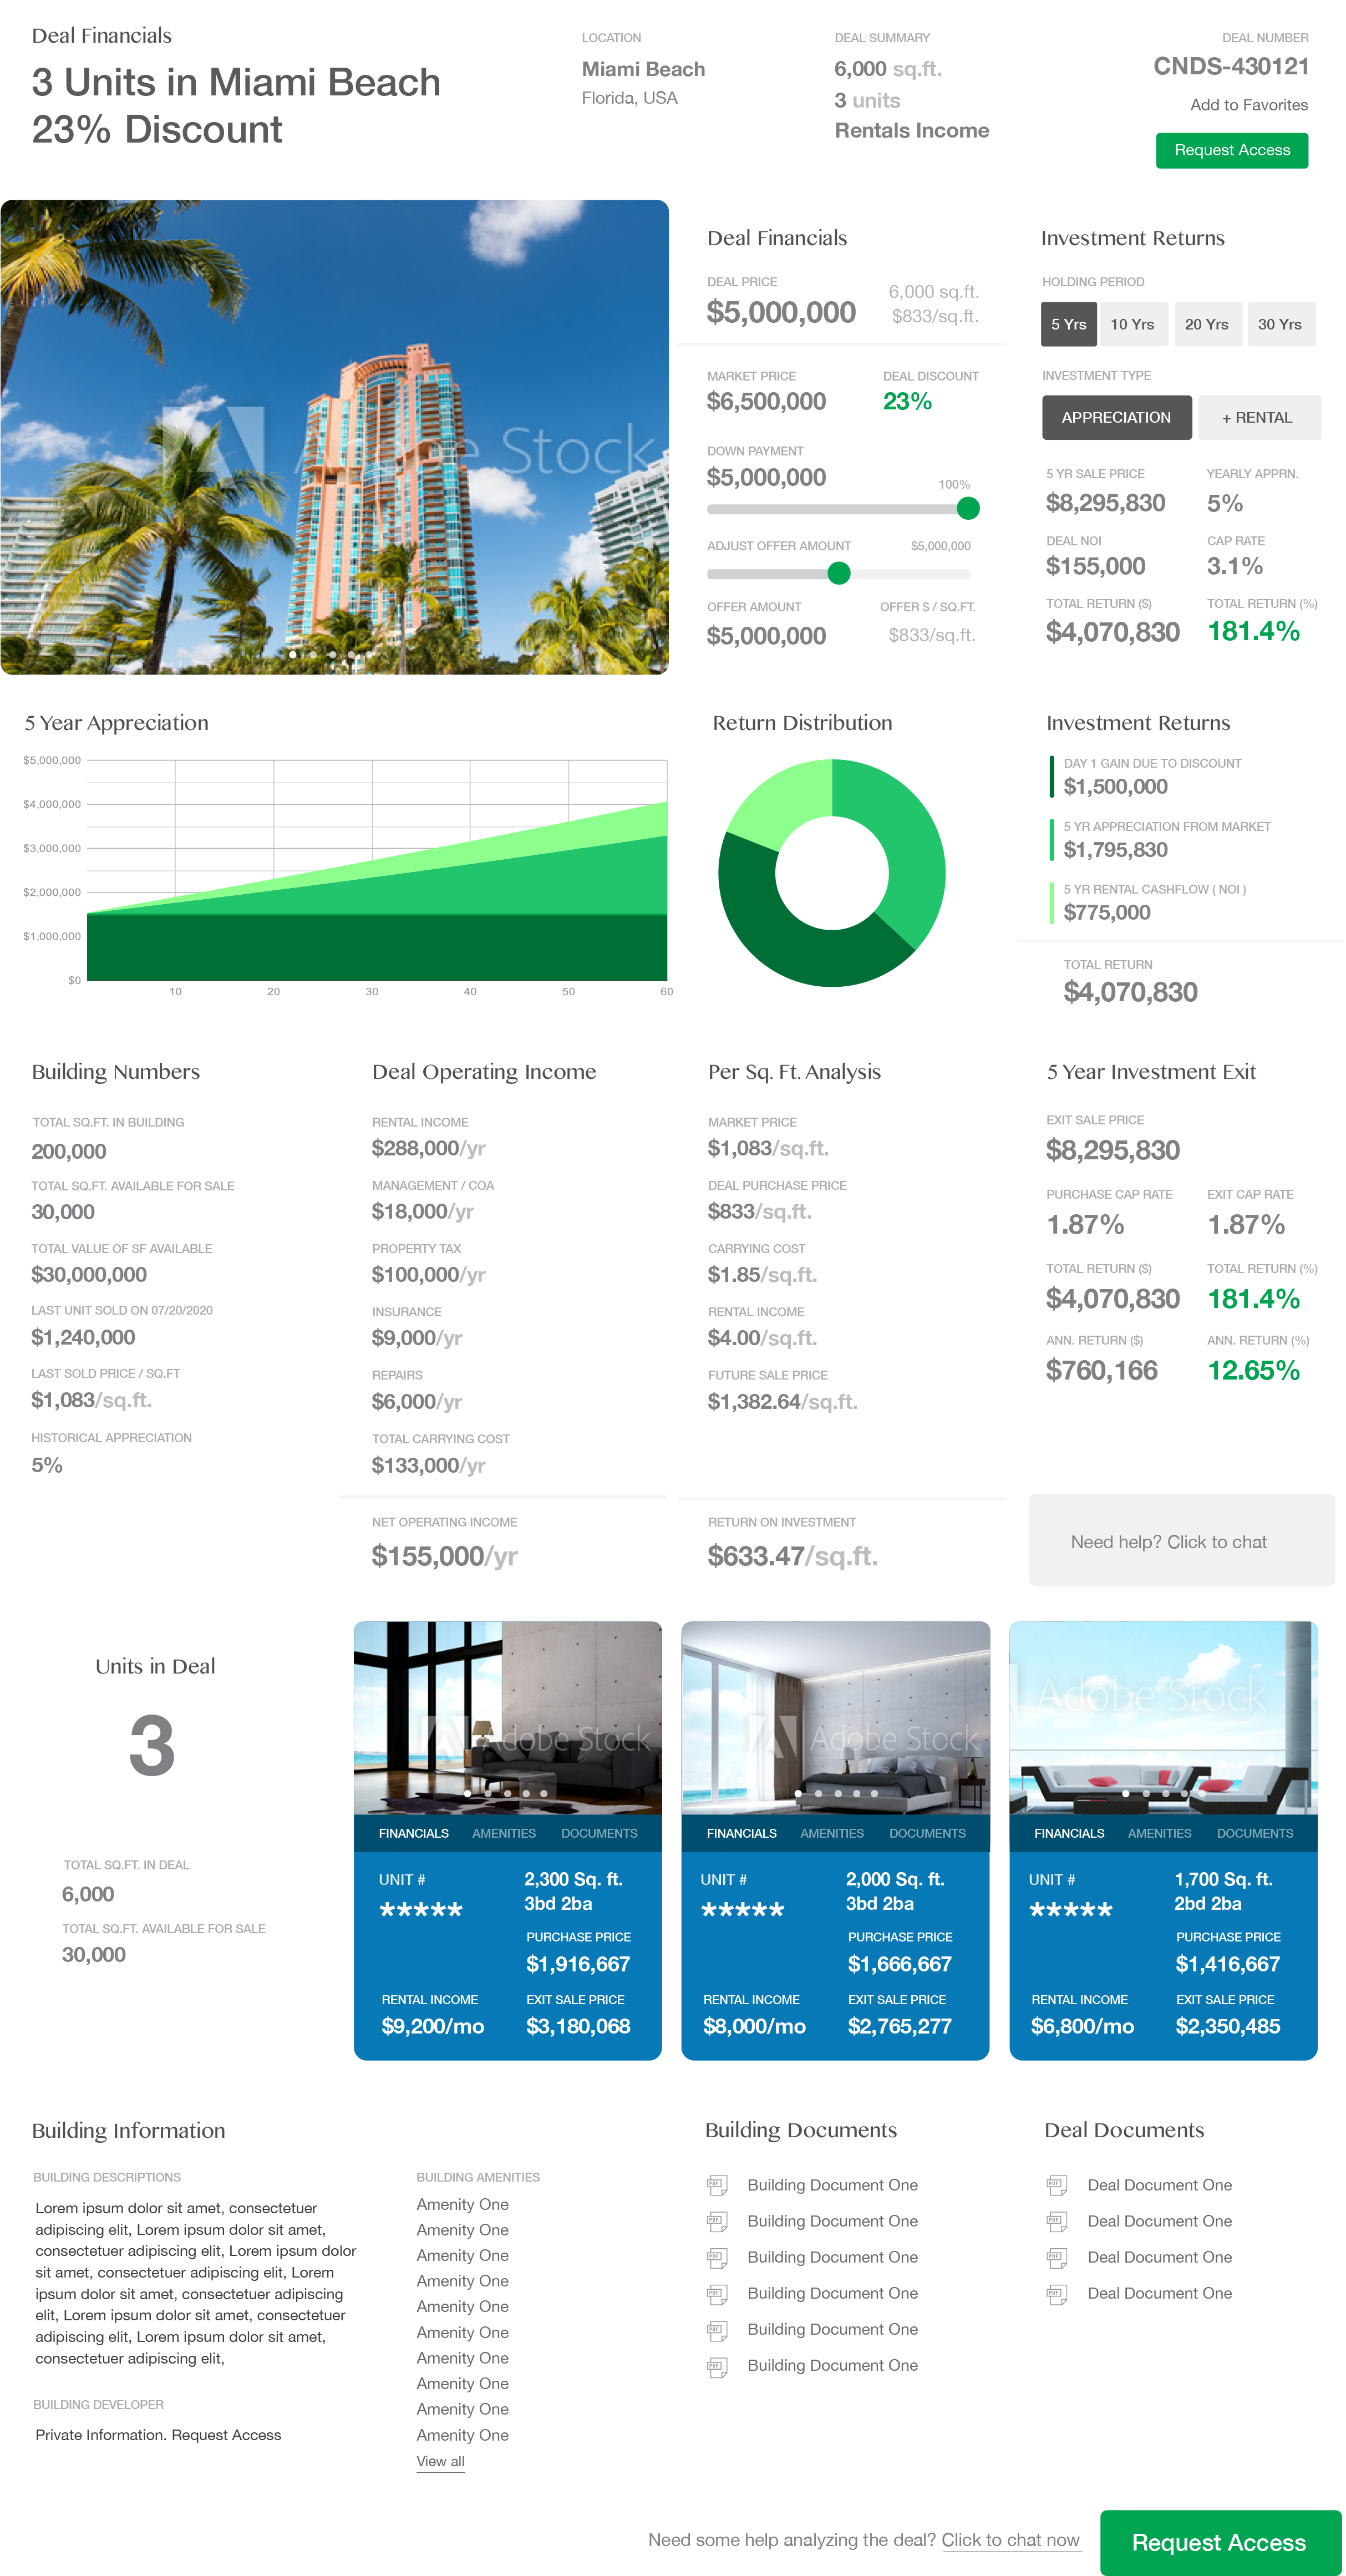 Deal Financials
3 Units in Miami Beach
23% Discount
LOCATION
Miami Beach
Florida, USA
DEAL SUMMARY
6,000 sq.ft.
3 units
Rentals Income
DEAL NUMBER
CNDS-430121
Add to Favorites
Request Access
Adobe Stock
Deal Financials
DEAL PRICE
$5,000,000
6,000 sq.ft.
$833/sq.ft.
MARKET PRICE
$6,500,000
DEAL DISCOUNT
23%
DOWN PAYMENT
$5,000,000
100%
ADJUST OFFER AMOUNT
$5,000,000
OFFER AMOUNT
$5,000,000
OFFER $ / SQ.FT.
$833/sq.ft.
Investment Returns
HOLDING PERIOD
5 Yrs
10 Yrs
20 Yrs
30 Yrs
INVESTMENT TYPE
APPRECIATION
+ RENTAL
5 YR SALE PRICE
$8,295,830
YEARLY APPRN.
5%
DEAL NOI
$155,000
CAP RATE
3.1%
TOTAL RETURN ($)
$4,070,830
TOTAL RETURN (%)
181.4%
5 Year Appreciation
$5,000,000
$4,000,000
$3,000,000
$2,000,000
$1,000,000
$0
10
20
30
40
50
60
Return Distribution
Investment Returns
DAY 1 GAIN DUE TO DISCOUNT
$1,500,000
5 YR APPRECIATION FROM MARKET
$1,795,830
5 YR RENTAL CASHFLOW ( NOI )
$775,000
TOTAL RETURN
$4,070,830
Building Numbers
TOTAL SQ.FT. IN BUILDING
200,000
TOTAL SQ.FT. AVAILABLE FOR SALE
30,000
TOTAL VALUE OF SF AVAILABLE
$30,000,000
LAST UNIT SOLD ON 07/20/2020
$1,240,000
LAST SOLD PRICE / SQ.FT
$1,083/sq.ft.
HISTORICAL APPRECIATION
5%
Deal Operating Income
RENTAL INCOME
$288,000/yr
MANAGEMENT / COA
$18,000/yr
PROPERTY TAX
$100,000/yr
INSURANCE
$9,000/yr
REPAIRS
$6,000/yr
TOTAL CARRYING COST
$133,000/yr
NET OPERATING INCOME
$155,000/yr
Per Sq. Ft. Analysis
MARKET PRICE
$1,083/sq.ft.
DEAL PURCHASE PRICE
$833/sq.ft.
CARRYING COST
$1.85/sq.ft.
RENTAL INCOME
$4.00/sq.ft.
FUTURE SALE PRICE
$1,382.64/sq.ft.
RETURN ON INVESTMENT
$633.47/sq.ft.
5 Year Investment Exit
EXIT SALE PRICE
$8,295,830
PURCHASE CAP RATE
1.87%
EXIT CAP RATE
1.87%
TOTAL RETURN ($)
$4,070,830
TOTAL RETURN (%)
181.4%
ANN. RETURN ($)
$760,166
ANN. RETURN (%)
12.65%
Need help? Click to chat
Units in Deal
3
TOTAL SQ.FT. IN DEAL
6,000
TOTAL SQ.FT. AVAILABLE FOR SALE
30,000
Adobe Stock
FINANCIALS AMENITIES DOCUMENTS
UNIT #
*****
2,300 Sq. ft.
3bd 2ba
PURCHASE PRICE
$1,916,667
RENTAL INCOME
$9,200/mo
EXIT SALE PRICE
$3,180,068
Adobe Stock
FINANCIALS AMENITIES DOCUMENTS
UNIT #
*****
2,000 Sq. ft.
3bd 2ba
PURCHASE PRICE
$1,666,667
RENTAL INCOME
$8,000/mo
EXIT SALE PRICE
$2,765,277
Adobe Stock
FINANCIALS AMENITIES DOCUMENTS
UNIT #
*****
1,700 Sq. ft.
2bd 2ba
PURCHASE PRICE
$1,416,667
RENTAL INCOME
$6,800/mo
EXIT SALE PRICE
$2,350,485
Building Information
BUILDING DESCRIPTIONS
Lorem ipsum dolor sit amet, consectetuer
adipiscing elit, Lorem ipsum dolor sit amet,
consectetuer adipiscing elit, Lorem ipsum dolor
sit amet, consectetuer adipiscing elit, Lorem
ipsum dolor sit amet, consectetuer adipiscing
elit, Lorem ipsum dolor sit amet, consectetuer
adipiscing elit, Lorem ipsum dolor sit amet,
consectetuer adipiscing elit,
BUILDING DEVELOPER
Private Information. Request Access
BUILDING AMENITIES
Amenity One
Amenity One
Amenity One
Amenity One
Amenity One
Amenity One
Amenity One
Amenity One
Amenity One
Amenity One
View all
Building Documents
PDF Building Document One
PDF Building Document One
PDF Building Document One
PDF Building Document One
PDF Building Document One
PDF Building Document One
Deal Documents
PDF Deal Document One
PDF Deal Document One
PDF Deal Document One
PDF Deal Document One
Need some help analyzing the deal? Click to chat now
Request Access